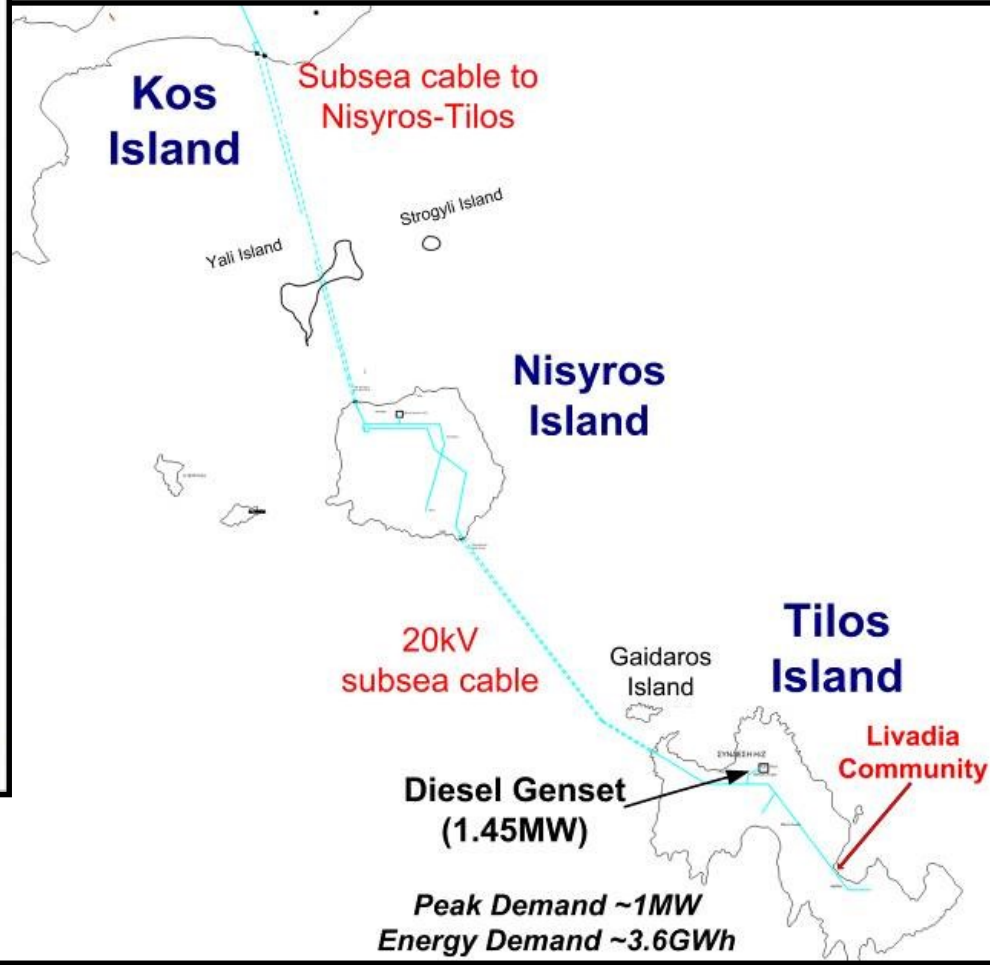 Kos
Island
Subsea cable to
Nisyros-Tilos
Strogyli Island
Yali Island
Nisyros
Island
20kV
subsea cable
Gaidaros
Island
Tilos
Island
Livadia
Community
Diesel Genset
(1.45MW)
Peak Demand ~1MW
Energy Demand ~3.6GWh